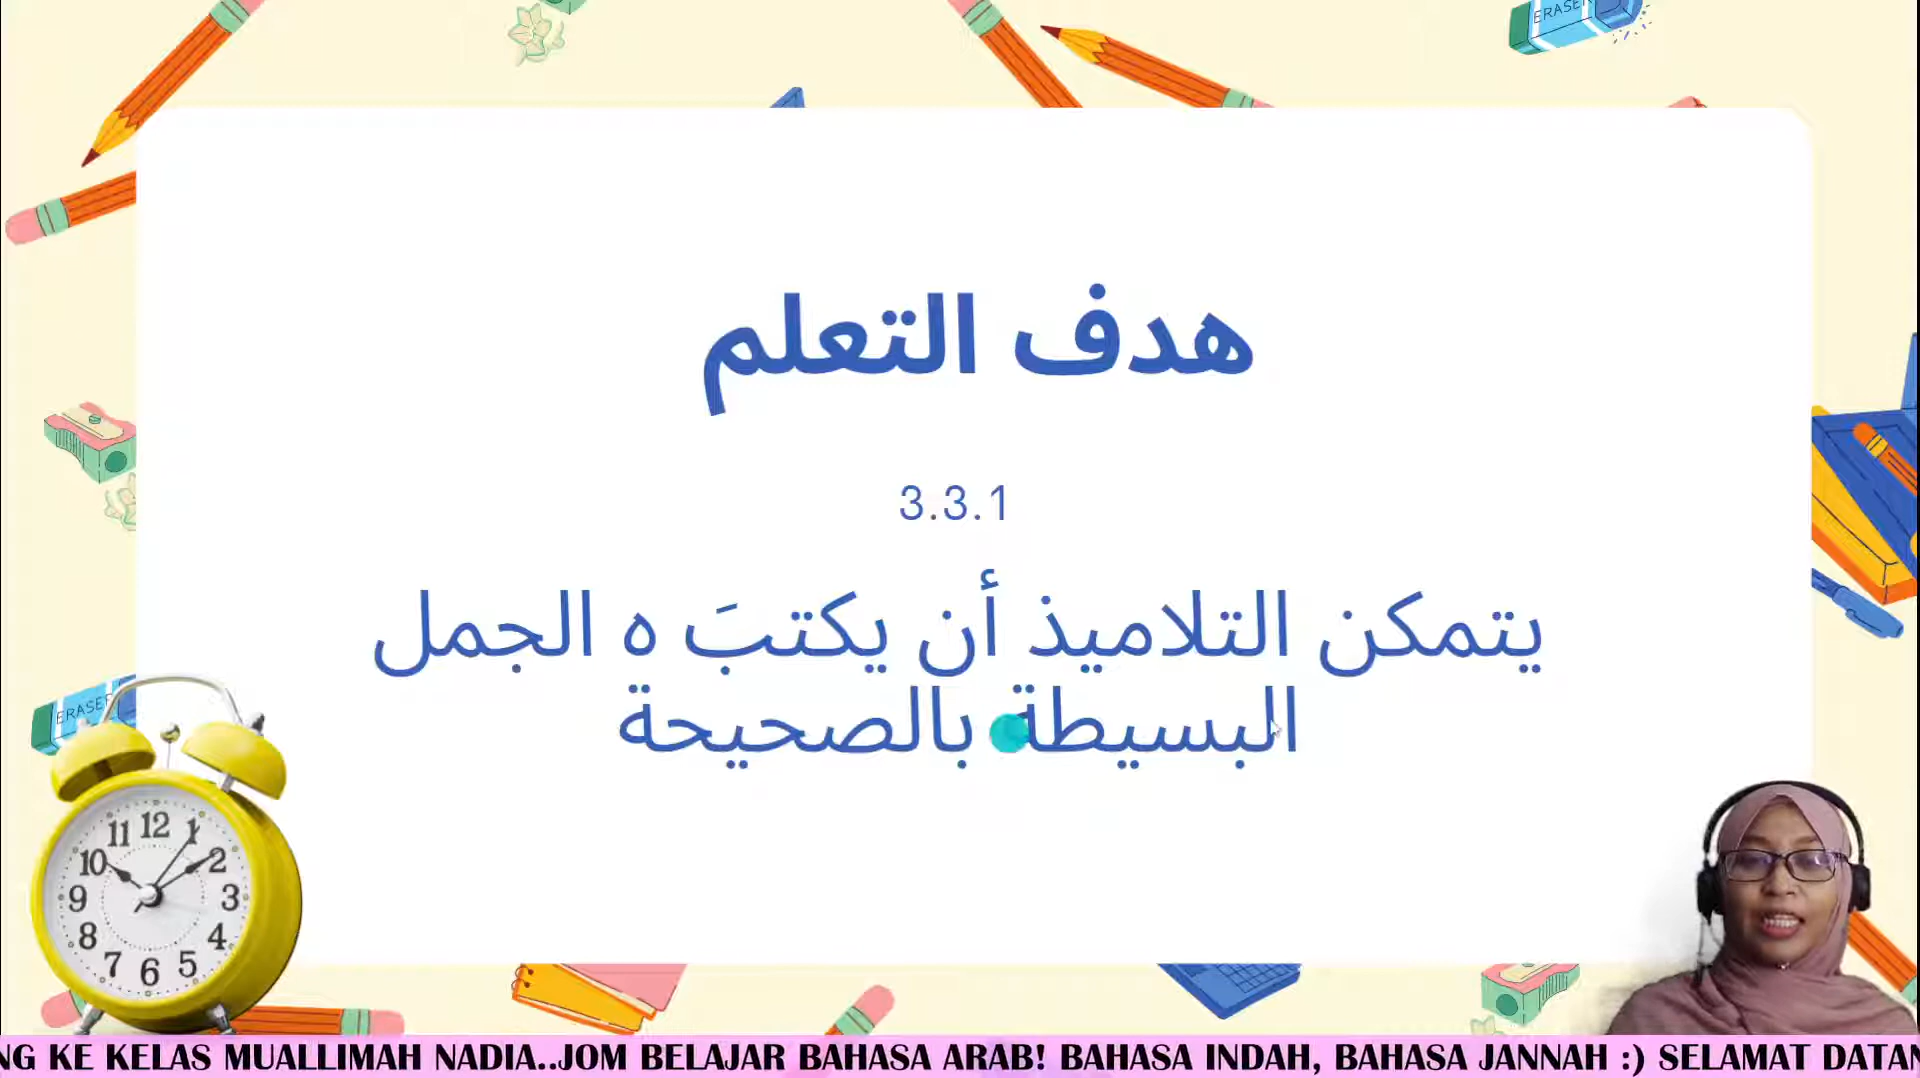 ERASER
هدف التعلم
3.3.1
يتمكن التلاميذ أن يكتبَ ه الجمل
البسيطة بالصحيحة
ERASER
11 12 1
10 2
9 3
8 4
7 6 5
NG KE KELAS MUALLIMAH NADIA..JOM BELAJAR BAHASA ARAB! BAHASA INDAH, BAHASA JANNAH :) SELAMAT DATAN